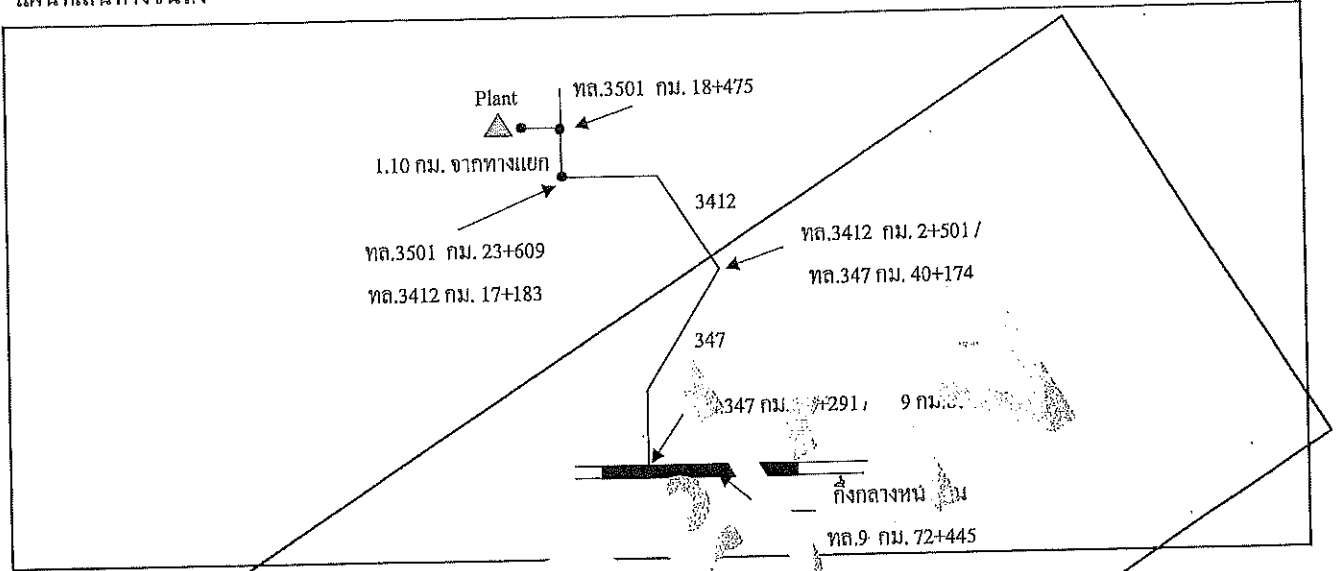 Plant
ทล.3501 กม. 18+475
1.10 กม. จากทางแยก
3412
ทล.3501 กม. 23+609
ทล.3412 กม. 17+183
ทล.3412 กม. 2+501 /
ทล.347 กม. 40+174
347
347 กม. +291 / 9 กม.
กึ่งกลางหน
ทล.9 กม. 72+445